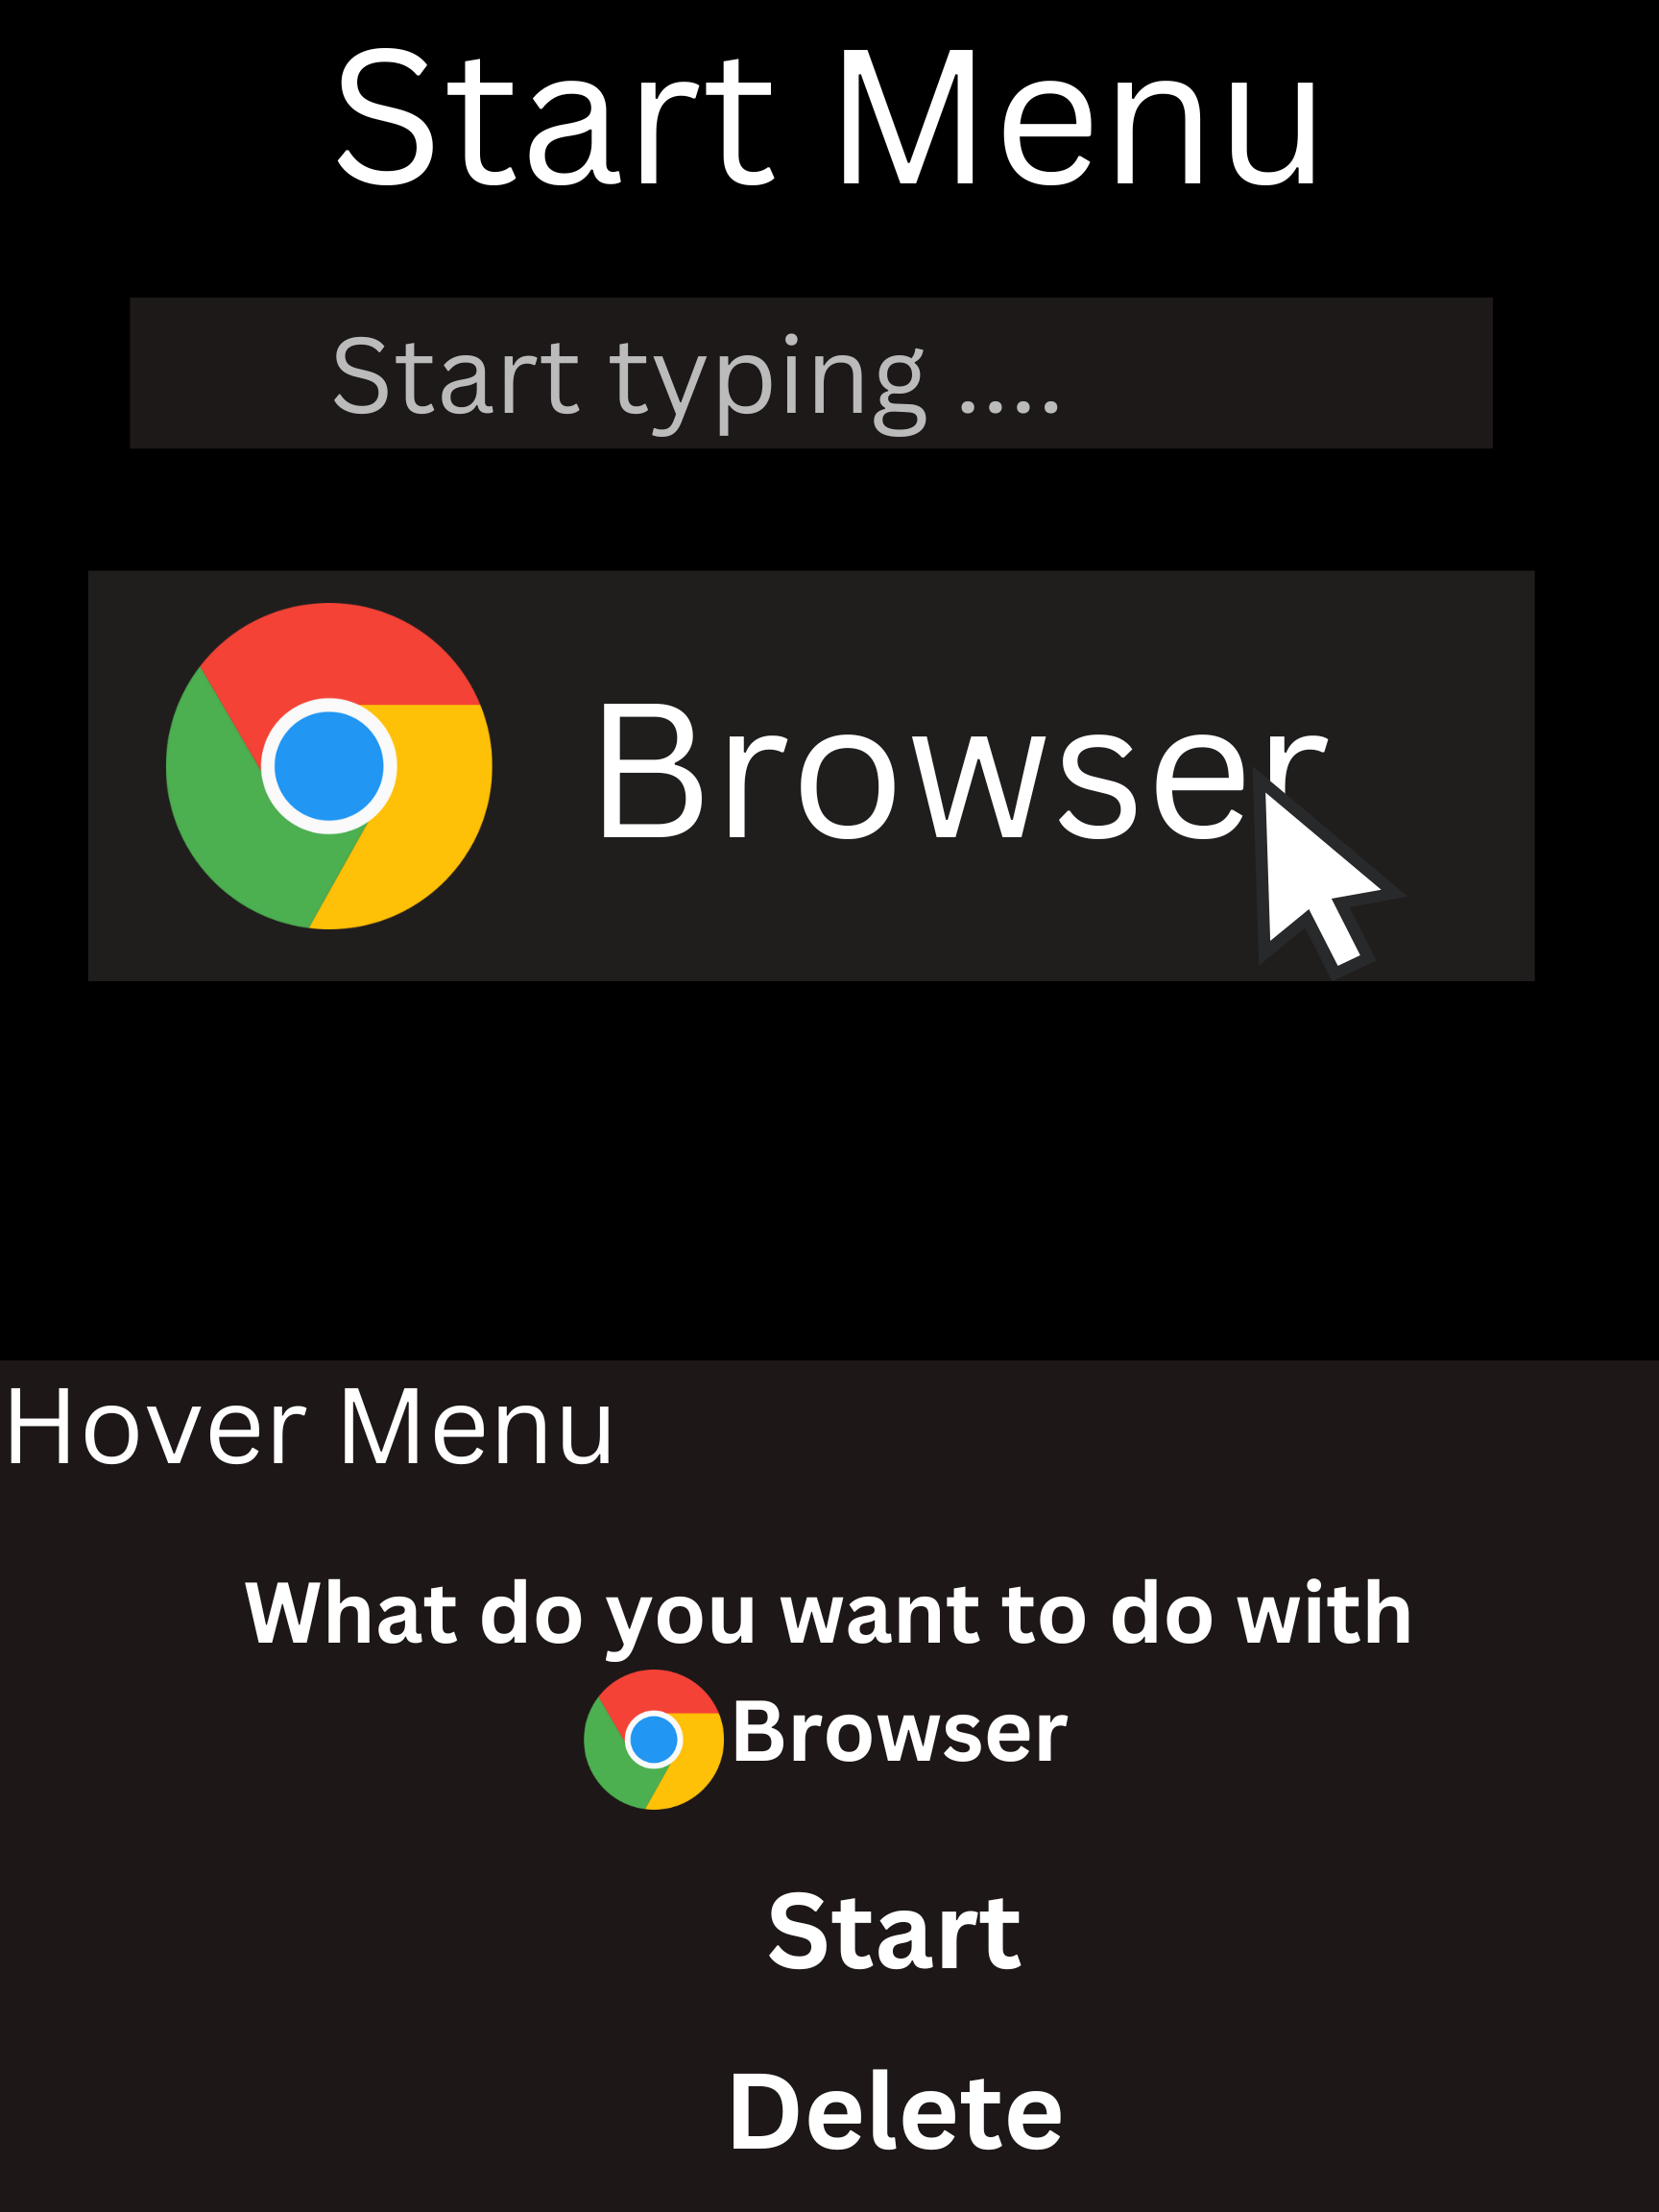 Start Menu
Start typing ....
Browser
Hover Menu
What do you want to do with
Browser
Start
Delete